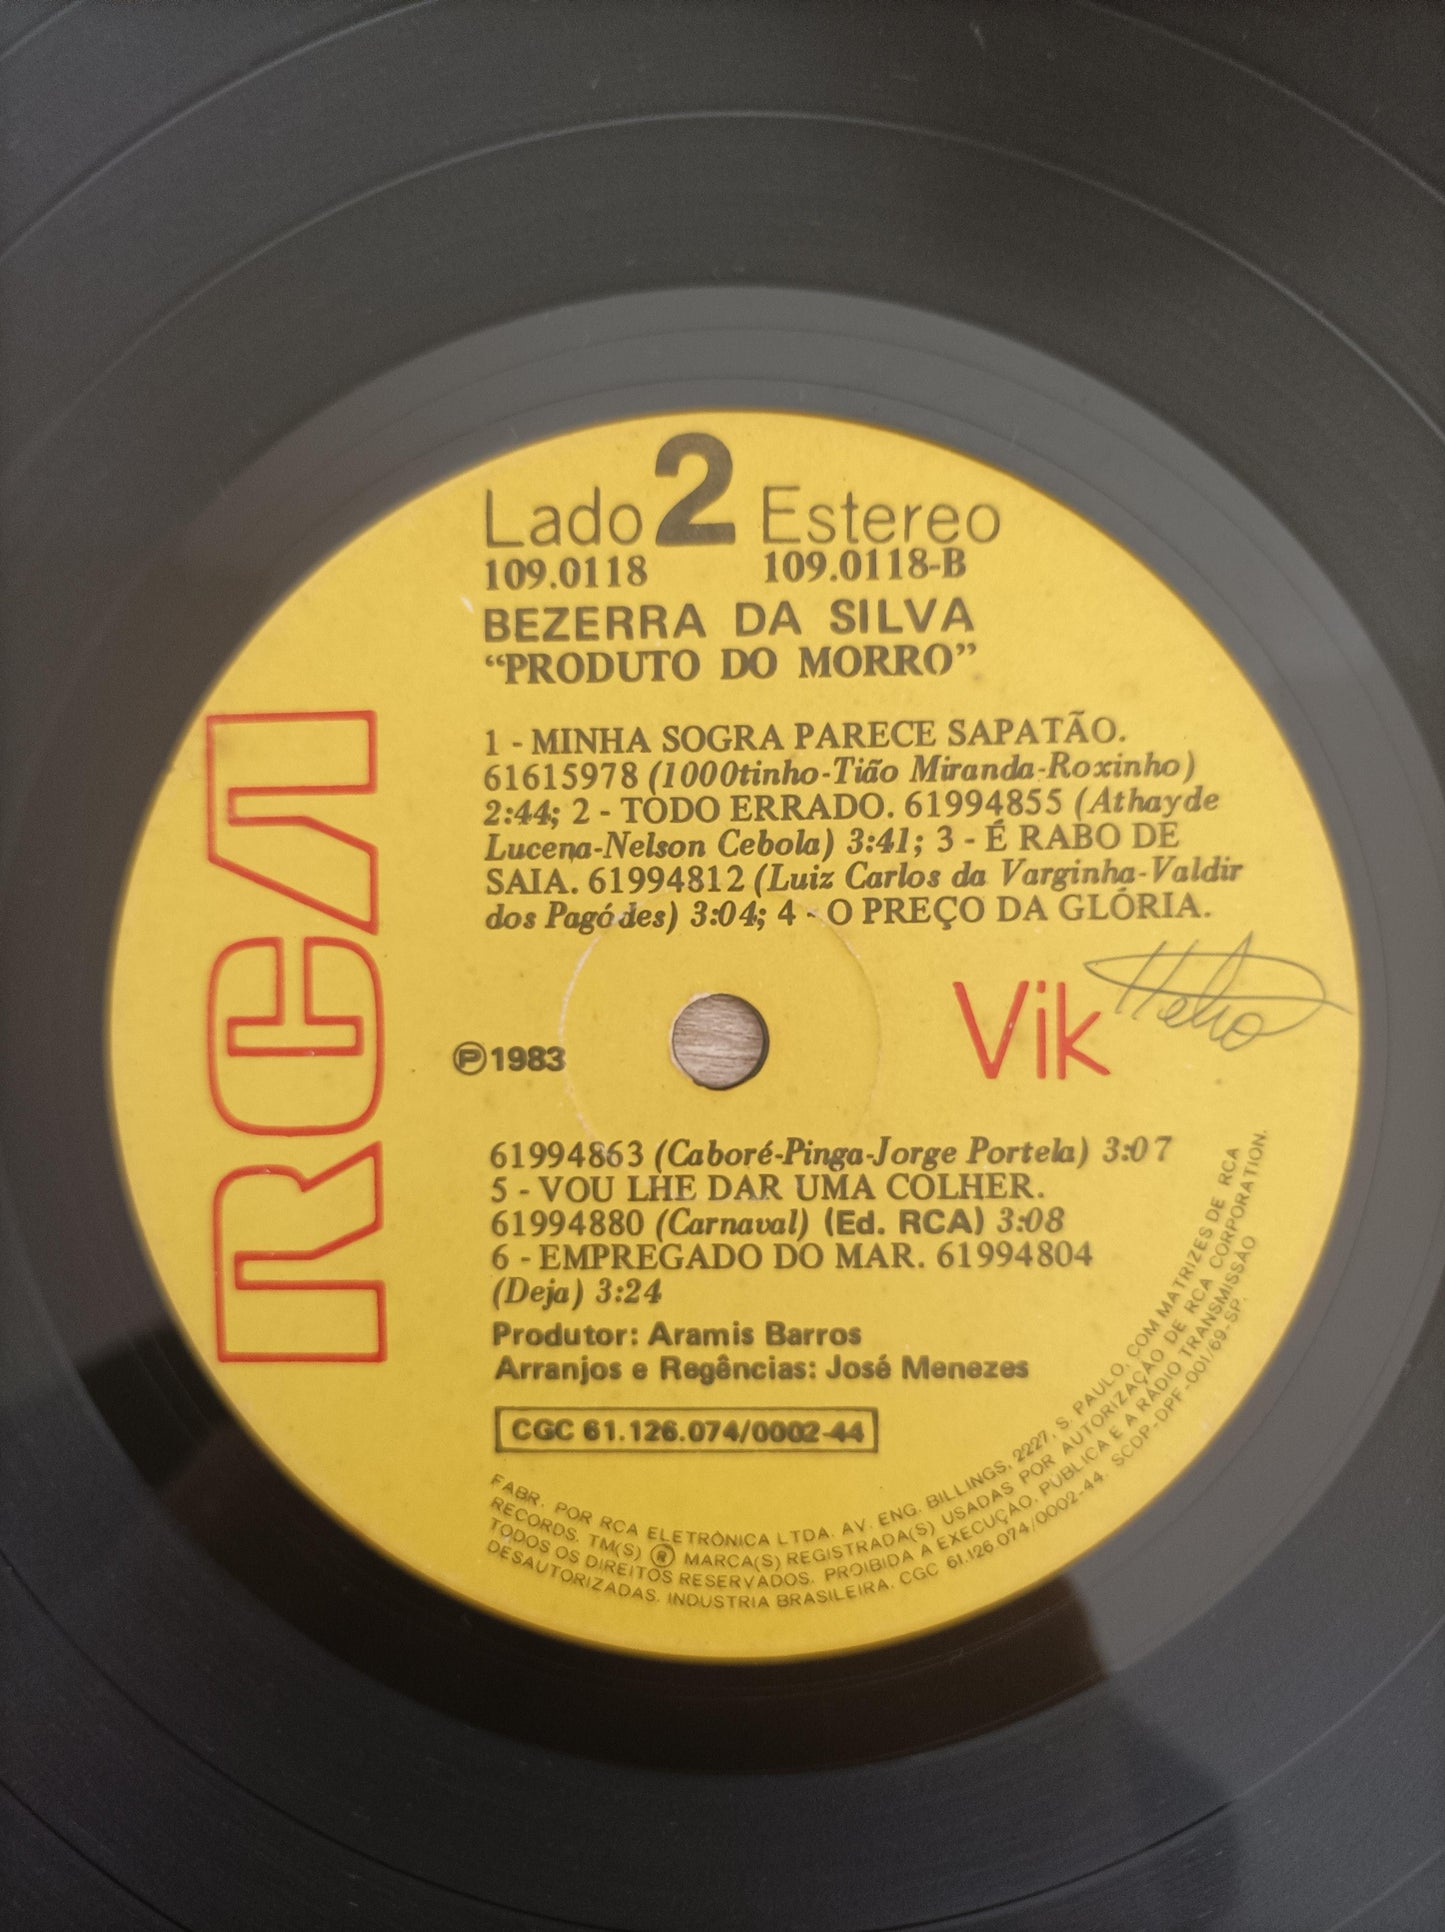 Lado 2 Estereo
109.0118 109.0118-B
BEZERRA DA SILVA
“PRODUTO DO MORRO”
1 - MINHA SOGRA PARECE SAPATÃO.
61615978 (1000tinho-Tião Miranda-Roxinho)
2:44; 2 - TODO ERRADO. 61994855 (Athayde
Lucena-Nelson Cebola) 3:41; 3 - É RABO DE
SAIA. 61994812 (Luiz Carlos da Varginha-Valdir
dos Pagódes) 3:04; 4 - O PREÇO DA GLÓRIA.
RCA
Ⓟ1983
Vik
61994863 (Caboré-Pinga-Jorge Portela) 3:07
5 - VOU LHE DAR UMA COLHER.
61994880 (Carnaval) (Ed. RCA) 3:08
6 - EMPREGADO DO MAR. 61994804
(Deja) 3:24
Produtor: Aramis Barros
Arranjos e Regências: José Menezes
CGC 61.126.074/0002-44
FABR. POR RCA ELETRÔNICA LTDA. AV. ENG. BILLINGS, 2227, S. PAULO, COM MATRIZES DE RCA
RECORDS. TM(S) ® MARCA(S) REGISTRADA(S) USADAS POR AUTORIZAÇÃO DE RCA CORPORATION.
TODOS OS DIREITOS RESERVADOS. PROIBIDA A EXECUÇÃO, PÚBLICA E A RÁDIO TRANSMISSÃO
DESAUTORIZADAS. INDUSTRIA BRASILEIRA. CGC 61.126.074/0002-44. SCDP-DPF-001/69-SP.